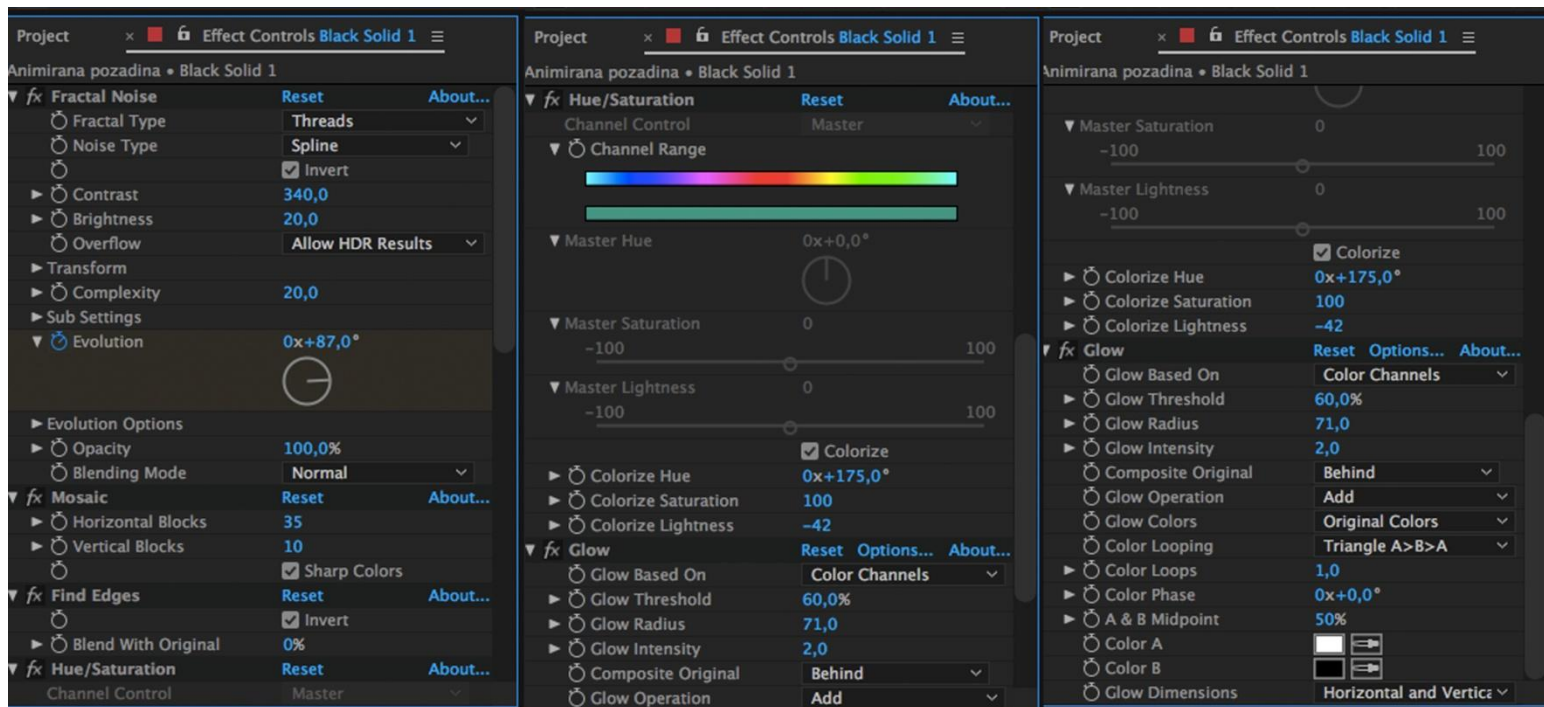 Project × Effect Controls Black Solid 1 ☰
Animirana pozadina • Black Solid 1
fx Fractal Noise Reset About...
Fractal Type Threads
Noise Type Spline
Invert
Contrast 340,0
Brightness 20,0
Overflow Allow HDR Results
Transform
Complexity 20,0
Sub Settings
Evolution 0x+87,0°
Evolution Options
Opacity 100,0%
Blending Mode Normal
fx Mosaic Reset About...
Horizontal Blocks 35
Vertical Blocks 10
Sharp Colors
fx Find Edges Reset About...
Invert
Blend With Original 0%
fx Hue/Saturation Reset About...
Channel Control Master
Project × Effect Controls Black Solid 1 ☰
Animirana pozadina • Black Solid 1
fx Hue/Saturation Reset About...
Channel Control Master
Channel Range
Master Hue 0x+0,0°
Master Saturation 0
-100 100
Master Lightness 0
-100 100
Colorize
Colorize Hue 0x+175,0°
Colorize Saturation 100
Colorize Lightness -42
fx Glow Reset Options... About...
Glow Based On Color Channels
Glow Threshold 60,0%
Glow Radius 71,0
Glow Intensity 2,0
Composite Original Behind
Glow Operation Add
Project × Effect Controls Black Solid 1 ☰
Animirana pozadina • Black Solid 1
Master Saturation 0
-100 100
Master Lightness 0
-100 100
Colorize
Colorize Hue 0x+175,0°
Colorize Saturation 100
Colorize Lightness -42
fx Glow Reset Options... About...
Glow Based On Color Channels
Glow Threshold 60,0%
Glow Radius 71,0
Glow Intensity 2,0
Composite Original Behind
Glow Operation Add
Glow Colors Original Colors
Color Looping Triangle A>B>A
Color Loops 1,0
Color Phase 0x+0,0°
A & B Midpoint 50%
Color A
Color B
Glow Dimensions Horizontal and Vertica